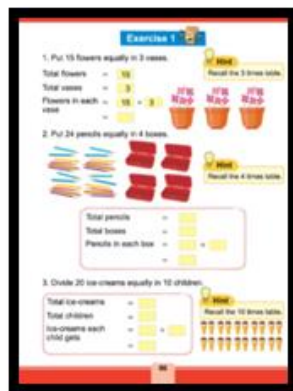 Exercise 1
1. Put 15 flowers equally in 3 vases.
Hint
Recall the 3 times table.
Total flowers = 15
Total vases = 3
Flowers in each vase = 15 ÷ 3
=
2. Put 24 pencils equally in 4 boxes.
Hint
Recall the 4 times table.
Total pencils =
Total boxes =
Pencils in each box = ÷
=
3. Divide 20 ice-creams equally in 10 children.
Hint
Recall the 10 times table.
Total ice-creams =
Total children =
Ice-creams each child gets = ÷
=